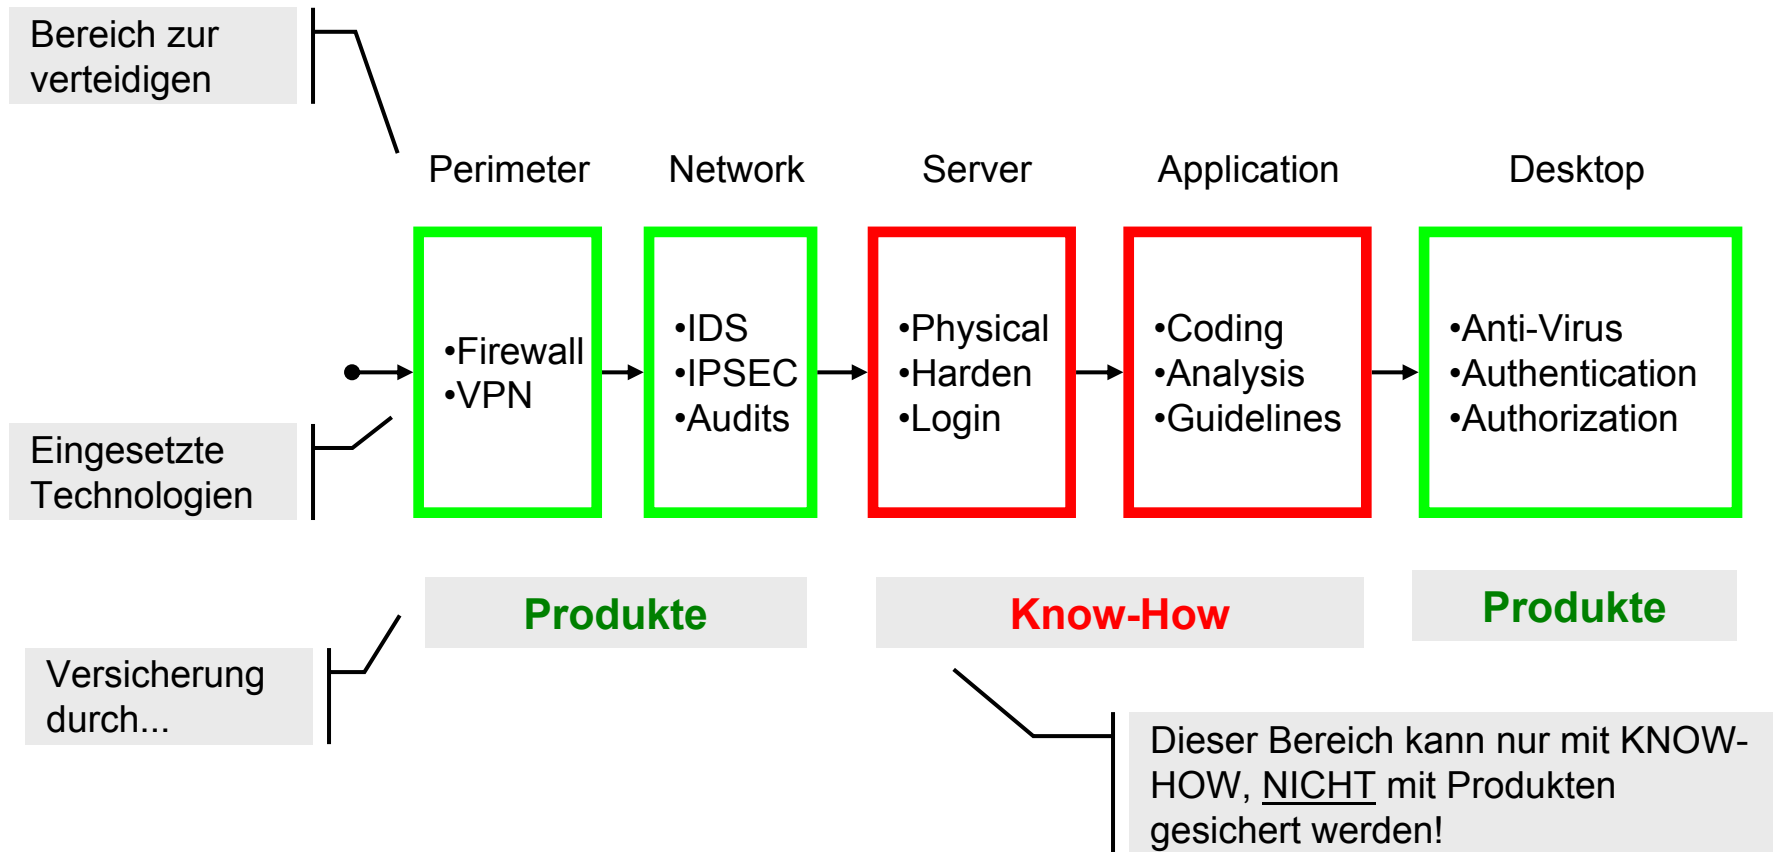 Bereich zur
verteidigen
Perimeter
Network
Server
Application
Desktop
•Firewall
•VPN
•IDS
•IPSEC
•Audits
•Physical
•Harden
•Login
•Coding
•Analysis
•Guidelines
•Anti-Virus
•Authentication
•Authorization
Eingesetzte
Technologien
Produkte
Know-How
Produkte
Versicherung
durch...
Dieser Bereich kann nur mit KNOW-
HOW, NICHT mit Produkten
gesichert werden!